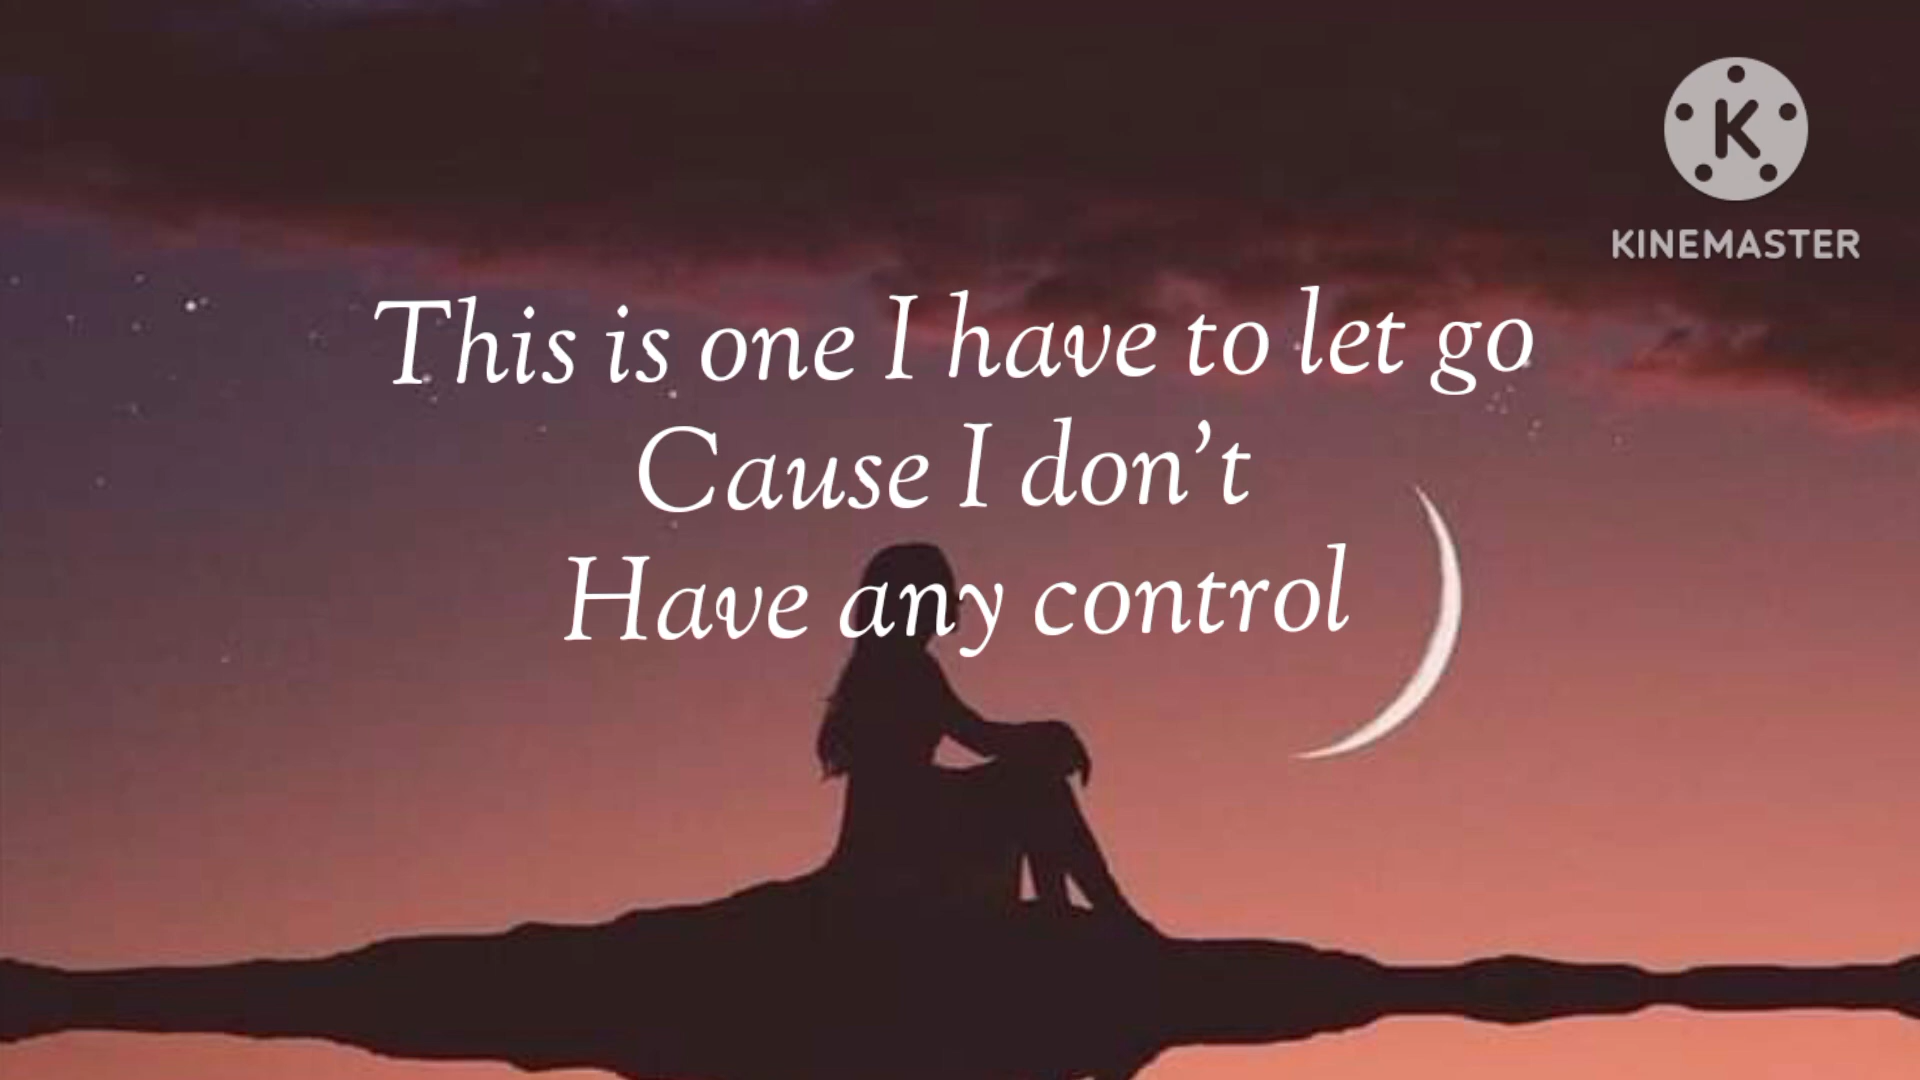 KINEMASTER
This is one I have to let go
Cause I don't
Have any control